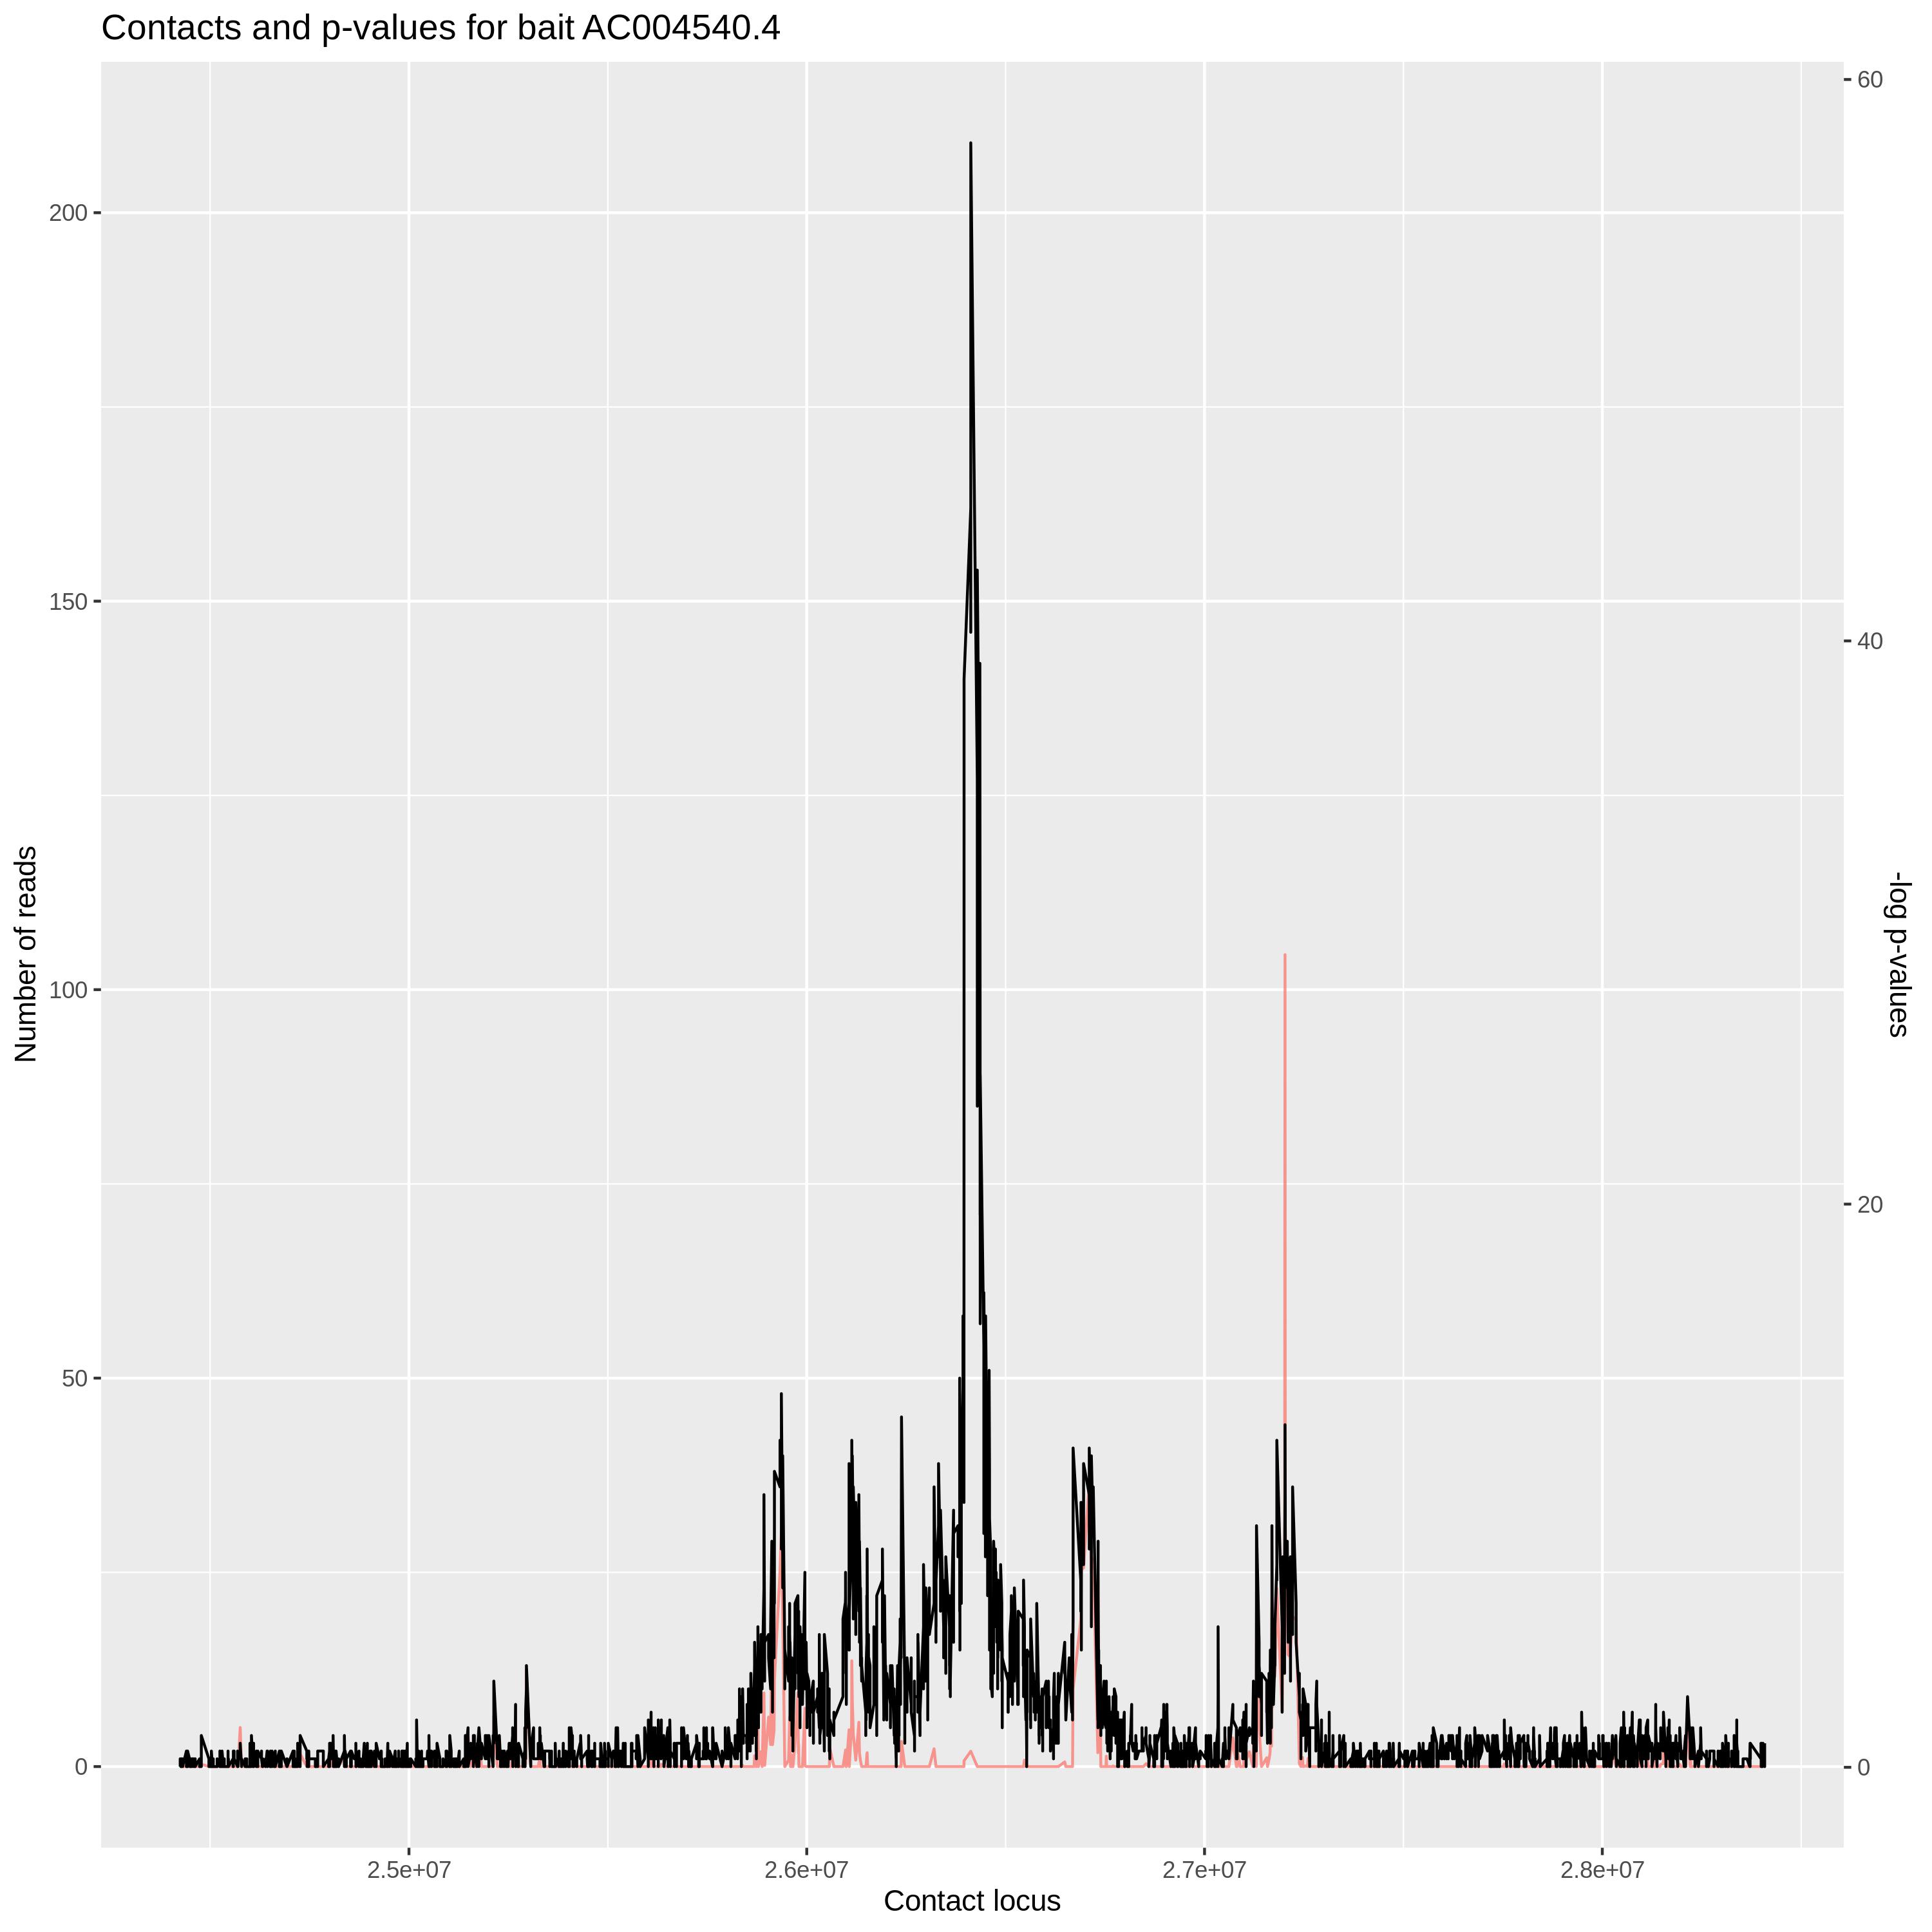 Contacts and p-values for bait AC004540.4
60
200
150
40
100
20
50
0
0
Number of reads
-log p-values
2.5e+07
2.6e+07
2.7e+07
2.8e+07
Contact locus